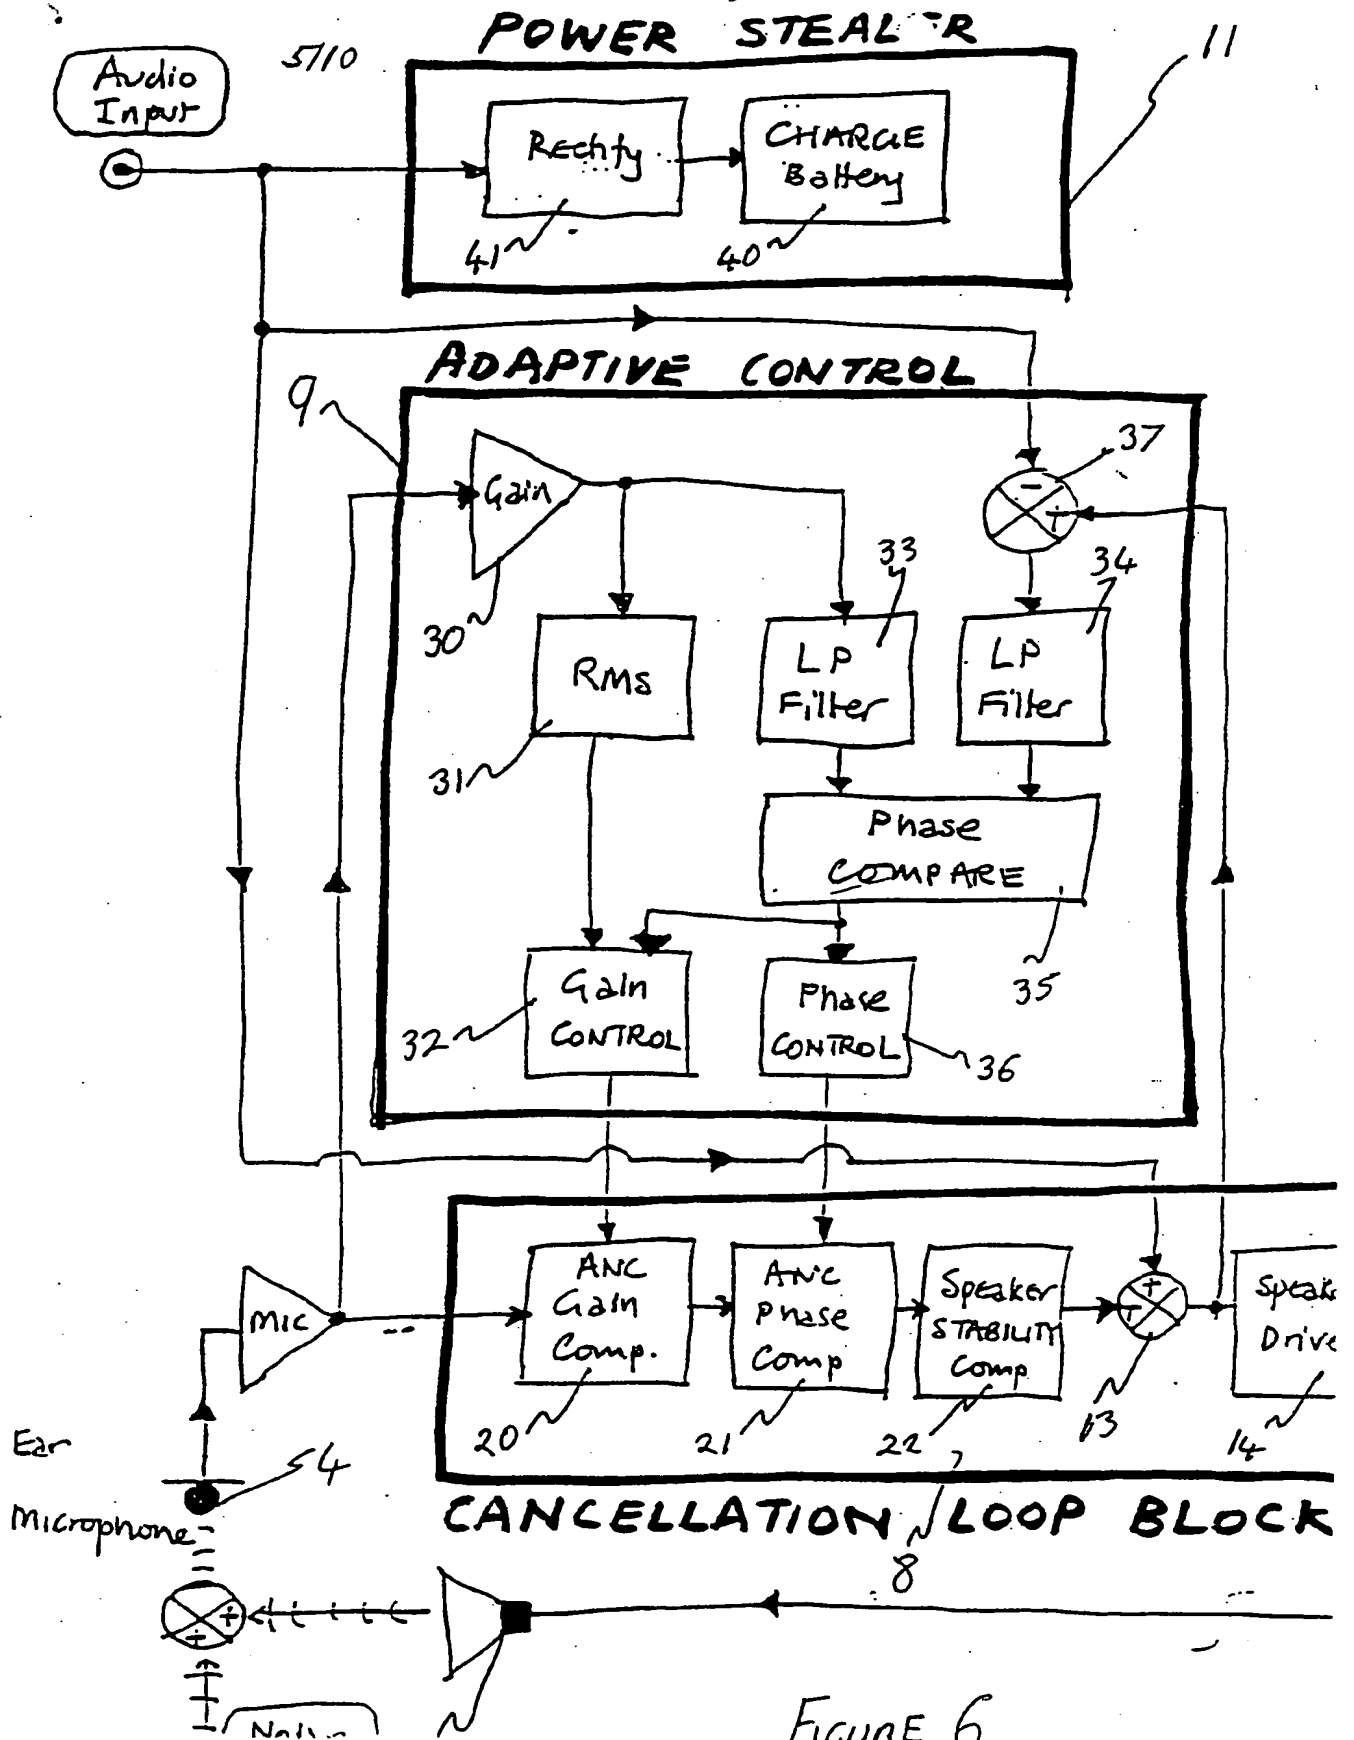 POWER STEALER
5/10
11
Audio
Input
Rectify
CHARGE
Battery
41
40
ADAPTIVE CONTROL
9
37
Gain
-
+
33
34
30
RMS
LP
Filter
LP
Filter
31
Phase
COMPARE
35
Gain
CONTROL
Phase
CONTROL
32
36
MIC
ANC
Gain
Comp.
ANC
Phase
Comp
Speaker
STABILITY
Comp
+
+
Speak
Drive
20
21
22
13
14
Ear
Microphone
54
CANCELLATION LOOP BLOCK
8
+
+
FIGURE 6